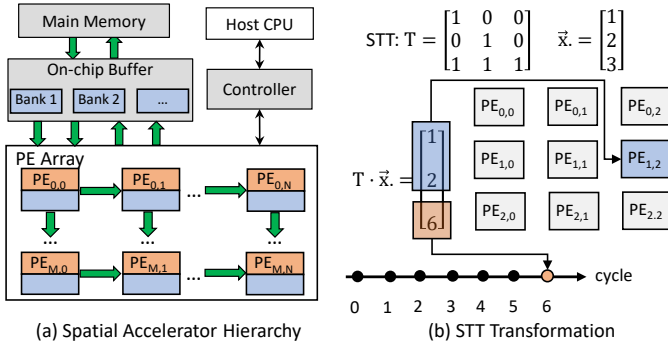 Main Memory
On-chip Buffer
Bank 1 Bank 2 ...
Host CPU
Controller
PE Array
PE0,0 PE0,1 ... PE0,N
... ... ...
PEM,0 PEM,1 ... PEM,N
(a) Spatial Accelerator Hierarchy
STT: T = [1 0 0 x⃗. = [1
0 1 0 2
1 1 1] 3]
PE0,0 PE0,1 PE0,2
PE1,0 PE1,1 PE1,2
PE2,0 PE2,1 PE2.2
T · x⃗. = [1
2
6]
cycle
0 1 2 3 4 5 6
(b) STT Transformation